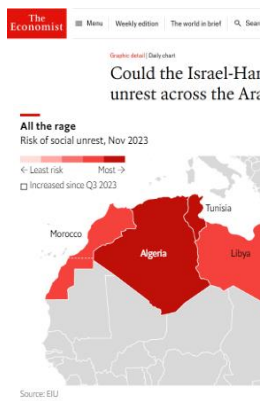 The
Economist
Menu
Weekly edition
The world in brief
Graphic detail | Daily chart
Could the Israel-Ha
unrest across the Ara
All the rage
Risk of social unrest, Nov 2023
← Least risk Most →
Increased since Q3 2023
Tunisia
Morocco
Algeria
Libya
Source: EIU